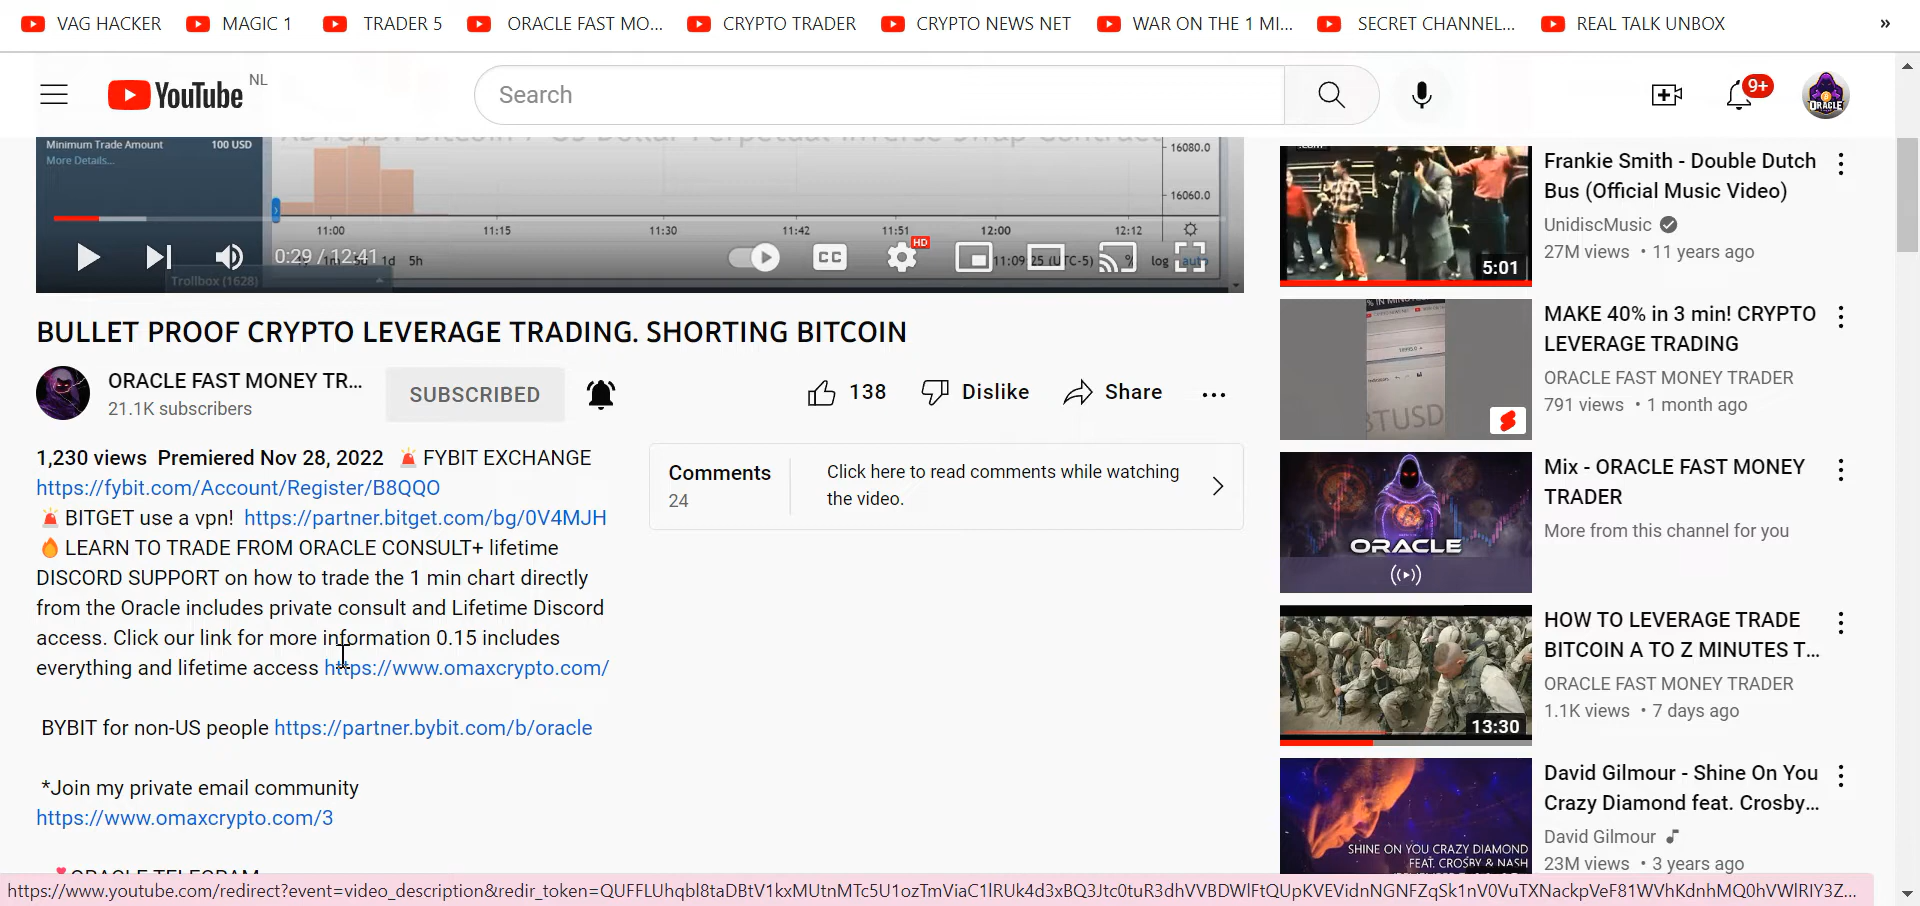 VAG HACKER MAGIC 1 TRADER 5 ORACLE FAST MO... CRYPTO TRADER CRYPTO NEWS NET WAR ON THE 1 MI... SECRET CHANNEL... REAL TALK UNBOX »
YouTube NL Search 9+
Minimum Trade Amount 100 USD
More Details...
16080.0
16060.0
11:00 11:15 11:30 11:42 11:51 12:00 12:12
0:29 / 12:41 1d 5h CC HD 11:09:25 (UTC-5) % log auto
Trollbox (1628)
BULLET PROOF CRYPTO LEVERAGE TRADING. SHORTING BITCOIN
ORACLE FAST MONEY TR...
21.1K subscribers
SUBSCRIBED
138 Dislike Share ...
1,230 views Premiered Nov 28, 2022 🚨 FYBIT EXCHANGE
https://fybit.com/Account/Register/B8QQO
🚨BITGET use a vpn! https://partner.bitget.com/bg/0V4MJH
🔥LEARN TO TRADE FROM ORACLE CONSULT+ lifetime
DISCORD SUPPORT on how to trade the 1 min chart directly
from the Oracle includes private consult and Lifetime Discord
access. Click our link for more information 0.15 includes
everything and lifetime access https://www.omaxcrypto.com/
BYBIT for non-US people https://partner.bybit.com/b/oracle
*Join my private email community
https://www.omaxcrypto.com/3
Comments
24
Click here to read comments while watching
the video.
Frankie Smith - Double Dutch
Bus (Official Music Video)
UnidiscMusic
27M views • 11 years ago
5:01
MAKE 40% in 3 min! CRYPTO
LEVERAGE TRADING
ORACLE FAST MONEY TRADER
791 views • 1 month ago
BTUSD
Mix - ORACLE FAST MONEY
TRADER
More from this channel for you
ORACLE
HOW TO LEVERAGE TRADE
BITCOIN A TO Z MINUTES T...
ORACLE FAST MONEY TRADER
1.1K views • 7 days ago
13:30
David Gilmour - Shine On You
Crazy Diamond feat. Crosby...
David Gilmour
23M views • 3 years ago
SHINE ON YOU CRAZY DIAMOND
FEAT. CROSBY & NASH